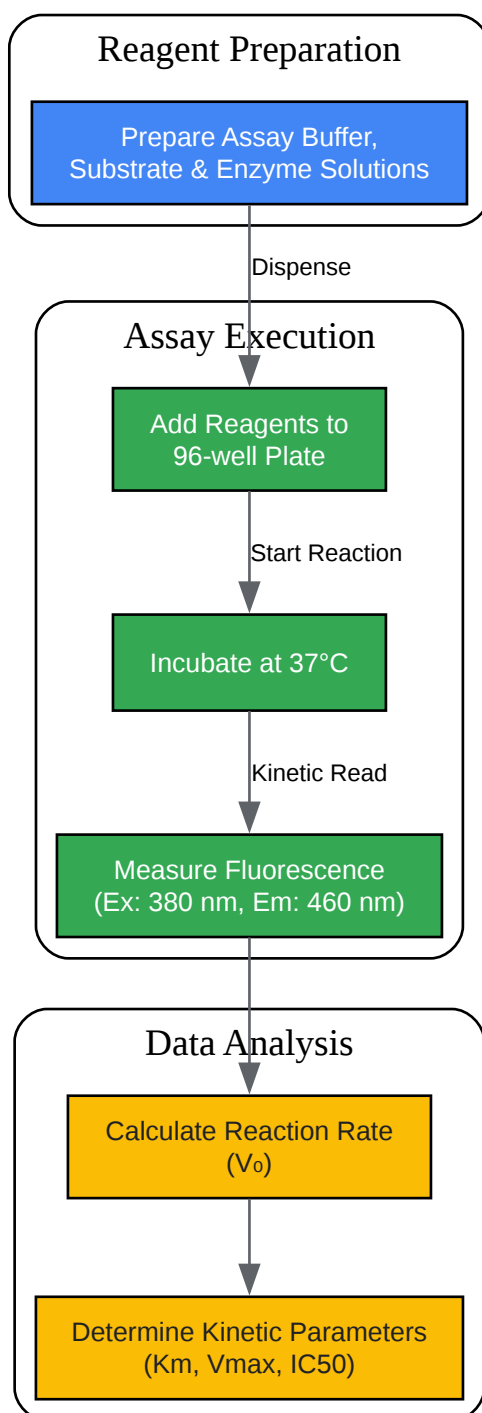 Reagent Preparation
Prepare Assay Buffer,
Substrate & Enzyme Solutions
Dispense
Assay Execution
Add Reagents to
96-well Plate
Start Reaction
Incubate at 37°C
Kinetic Read
Measure Fluorescence
(Ex: 380 nm, Em: 460 nm)
Data Analysis
Calculate Reaction Rate
(V₀)
Determine Kinetic Parameters
(Km, Vmax, IC50)